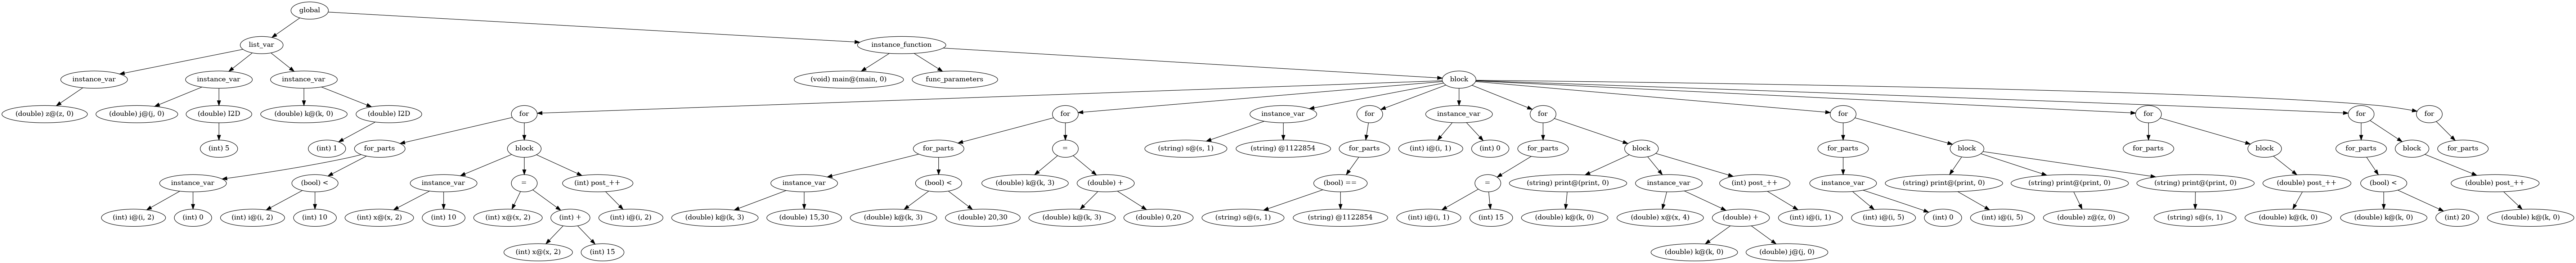 global
list_var
instance_function
instance_var
instance_var
instance_var
(void) main@(main, 0)
func_parameters
block
(double) z@(z, 0)
(double) j@(j, 0)
(double) I2D
(double) k@(k, 0)
(double) I2D
for
for
instance_var
for
instance_var
for
for
for
for
for
(int) 5
(int) 1
for_parts
block
for_parts
=
(string) s@(s, 1)
(string) @1122854
for_parts
(int) i@(i, 1)
(int) 0
for_parts
block
for_parts
block
for_parts
block
for_parts
block
for_parts
instance_var
(bool) <
instance_var
=
(int) post_++
instance_var
(bool) <
(double) k@(k, 3)
(double) +
(bool) ==
=
(string) print@(print, 0)
instance_var
(int) post_++
instance_var
(string) print@(print, 0)
(string) print@(print, 0)
(string) print@(print, 0)
(double) post_++
(bool) <
(double) post_++
(int) i@(i, 2)
(int) 0
(int) i@(i, 2)
(int) 10
(int) x@(x, 2)
(int) 10
(int) x@(x, 2)
(int) +
(int) i@(i, 2)
(double) k@(k, 3)
(double) 15,30
(double) k@(k, 3)
(double) 20,30
(double) k@(k, 3)
(double) 0,20
(string) s@(s, 1)
(string) @1122854
(int) i@(i, 1)
(int) 15
(double) k@(k, 0)
(double) x@(x, 4)
(double) +
(int) i@(i, 1)
(int) i@(i, 5)
(int) 0
(int) i@(i, 5)
(double) z@(z, 0)
(string) s@(s, 1)
(double) k@(k, 0)
(double) k@(k, 0)
(int) 20
(double) k@(k, 0)
(int) x@(x, 2)
(int) 15
(double) k@(k, 0)
(double) j@(j, 0)